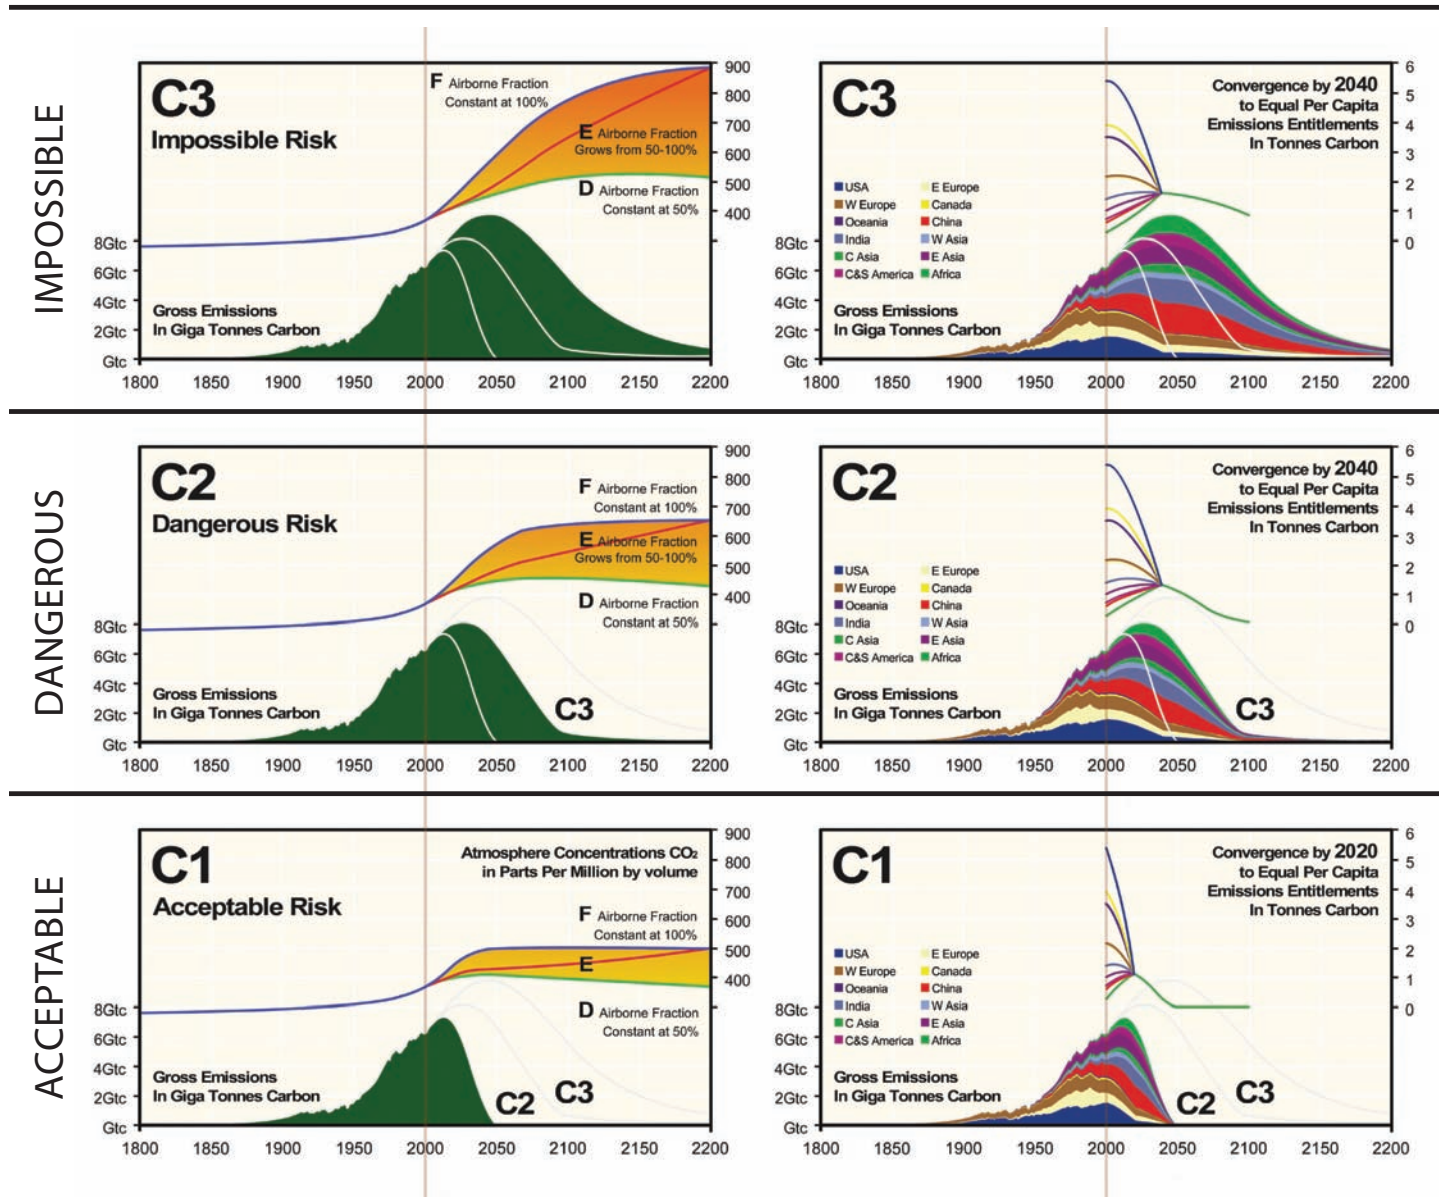 IMPOSSIBLE
C3
Impossible Risk
F Airborne Fraction
Constant at 100%
E Airborne Fraction
Grows from 50-100%
D Airborne Fraction
Constant at 50%
Gross Emissions
In Giga Tonnes Carbon
900
800
700
600
500
400
8Gtc
6Gtc
4Gtc
2Gtc
Gtc
1800 1850 1900 1950 2000 2050 2100 2150 2200
C3
Convergence by 2040
to Equal Per Capita
Emissions Entitlements
In Tonnes Carbon
USA E Europe
W Europe Canada
Oceania China
India W Asia
C Asia E Asia
C&S America Africa
Gross Emissions
In Giga Tonnes Carbon
6
5
4
3
2
1
0
8Gtc
6Gtc
4Gtc
2Gtc
Gtc
1800 1850 1900 1950 2000 2050 2100 2150 2200
DANGEROUS
C2
Dangerous Risk
F Airborne Fraction
Constant at 100%
E Airborne Fraction
Grows from 50-100%
D Airborne Fraction
Constant at 50%
Gross Emissions
In Giga Tonnes Carbon
C3
900
800
700
600
500
400
8Gtc
6Gtc
4Gtc
2Gtc
Gtc
1800 1850 1900 1950 2000 2050 2100 2150 2200
C2
Convergence by 2040
to Equal Per Capita
Emissions Entitlements
In Tonnes Carbon
USA E Europe
W Europe Canada
Oceania China
India W Asia
C Asia E Asia
C&S America Africa
Gross Emissions
In Giga Tonnes Carbon
C3
6
5
4
3
2
1
0
8Gtc
6Gtc
4Gtc
2Gtc
Gtc
1800 1850 1900 1950 2000 2050 2100 2150 2200
ACCEPTABLE
C1
Acceptable Risk
Atmosphere Concentrations CO₂
in Parts Per Million by volume
F Airborne Fraction
Constant at 100%
E
D Airborne Fraction
Constant at 50%
Gross Emissions
In Giga Tonnes Carbon
C2 C3
900
800
700
600
500
400
8Gtc
6Gtc
4Gtc
2Gtc
Gtc
1800 1850 1900 1950 2000 2050 2100 2150 2200
C1
Convergence by 2020
to Equal Per Capita
Emissions Entitlements
In Tonnes Carbon
USA E Europe
W Europe Canada
Oceania China
India W Asia
C Asia E Asia
C&S America Africa
Gross Emissions
In Giga Tonnes Carbon
C2 C3
6
5
4
3
2
1
0
8Gtc
6Gtc
4Gtc
2Gtc
Gtc
1800 1850 1900 1950 2000 2050 2100 2150 2200